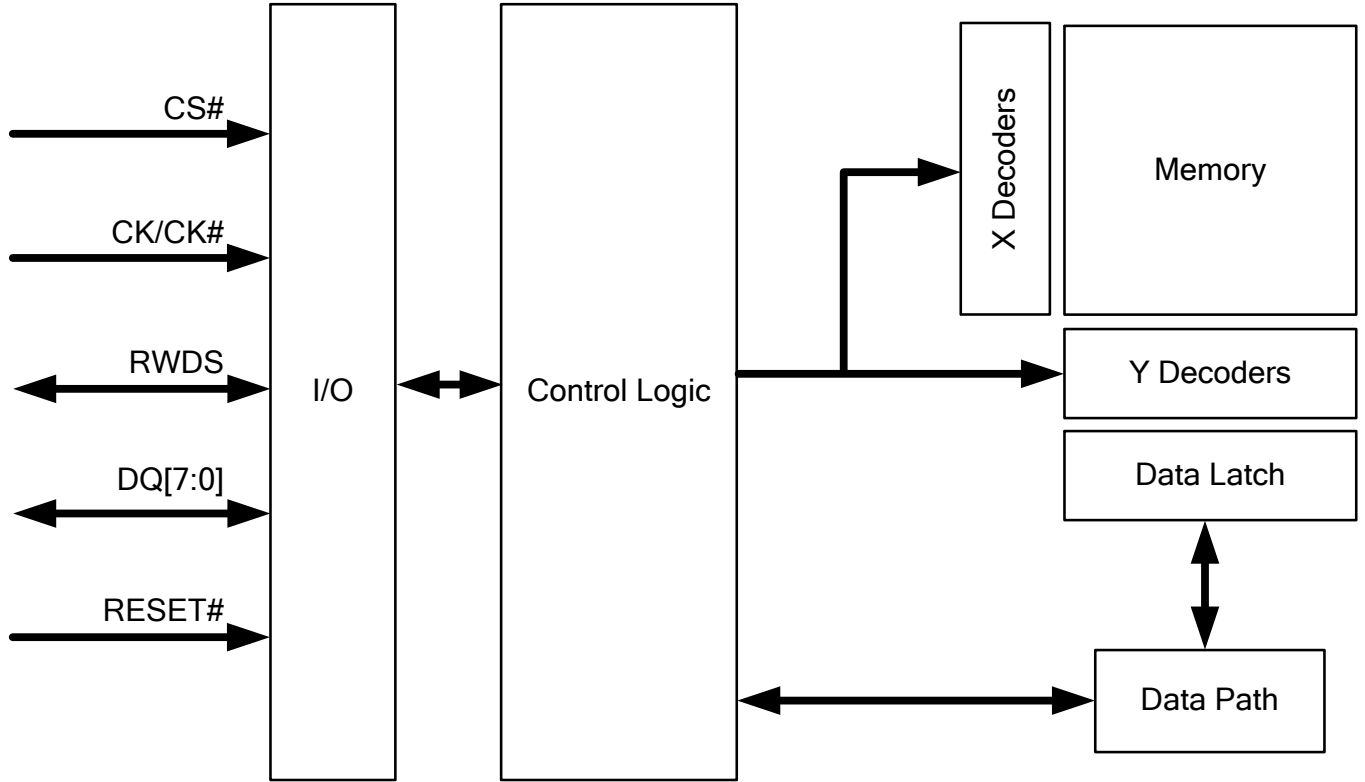 CS#
CK/CK#
RWDS
DQ[7:0]
RESET#
I/O
Control Logic
X Decoders
Memory
Y Decoders
Data Latch
Data Path